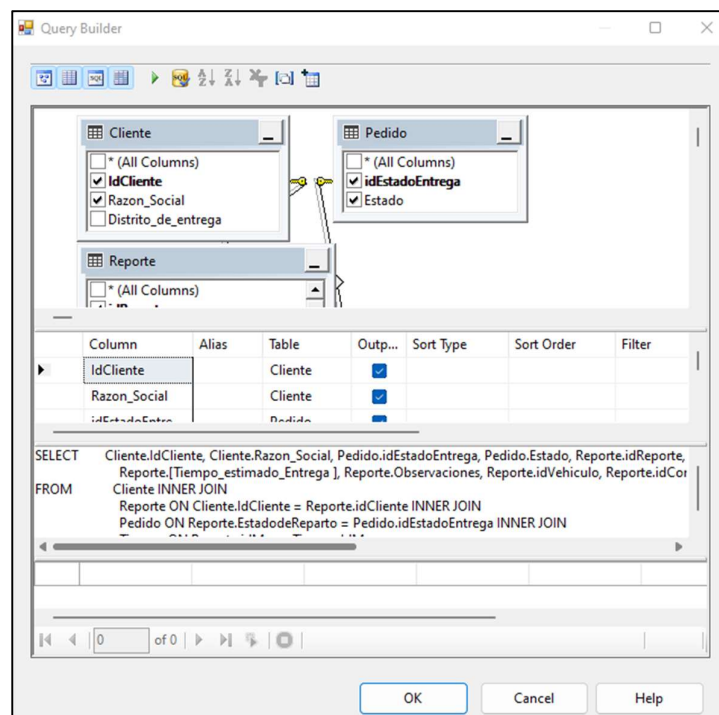 Query Builder
Cliente
* (All Columns)
IdCliente
Razon_Social
Distrito_de_entrega
Pedido
* (All Columns)
idEstadoEntrega
Estado
Reporte
* (All Columns)
Column Alias Table Outp... Sort Type Sort Order Filter
IdCliente Cliente
Razon_Social Cliente
idEstadoEntre... Pedido
SELECT Cliente.IdCliente, Cliente.Razon_Social, Pedido.idEstadoEntrega, Pedido.Estado, Reporte.idReporte,
Reporte.[Tiempo_estimado_Entrega ], Reporte.Observaciones, Reporte.idVehiculo, Reporte.idCor
FROM Cliente INNER JOIN
Reporte ON Cliente.IdCliente = Reporte.idCliente INNER JOIN
Pedido ON Reporte.EstadodeReparto = Pedido.idEstadoEntrega INNER JOIN
0 of 0
OK Cancel Help